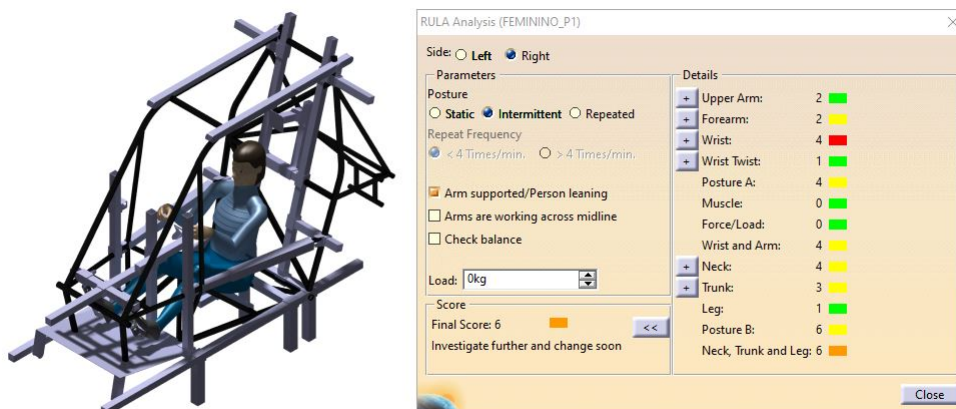 RULA Analysis (FEMININO_P1)
Side: Left Right
Parameters
Posture
Static Intermittent Repeated
Repeat Frequency
< 4 Times/min. > 4 Times/min.
Arm supported/Person leaning
Arms are working across midline
Check balance
Load: 0kg
Score
Final Score: 6
<<
Investigate further and change soon
Details
+ Upper Arm: 2
+ Forearm: 2
+ Wrist: 4
+ Wrist Twist: 1
Posture A: 4
Muscle: 0
Force/Load: 0
Wrist and Arm: 4
+ Neck: 4
+ Trunk: 3
Leg: 1
Posture B: 6
Neck, Trunk and Leg: 6
Close